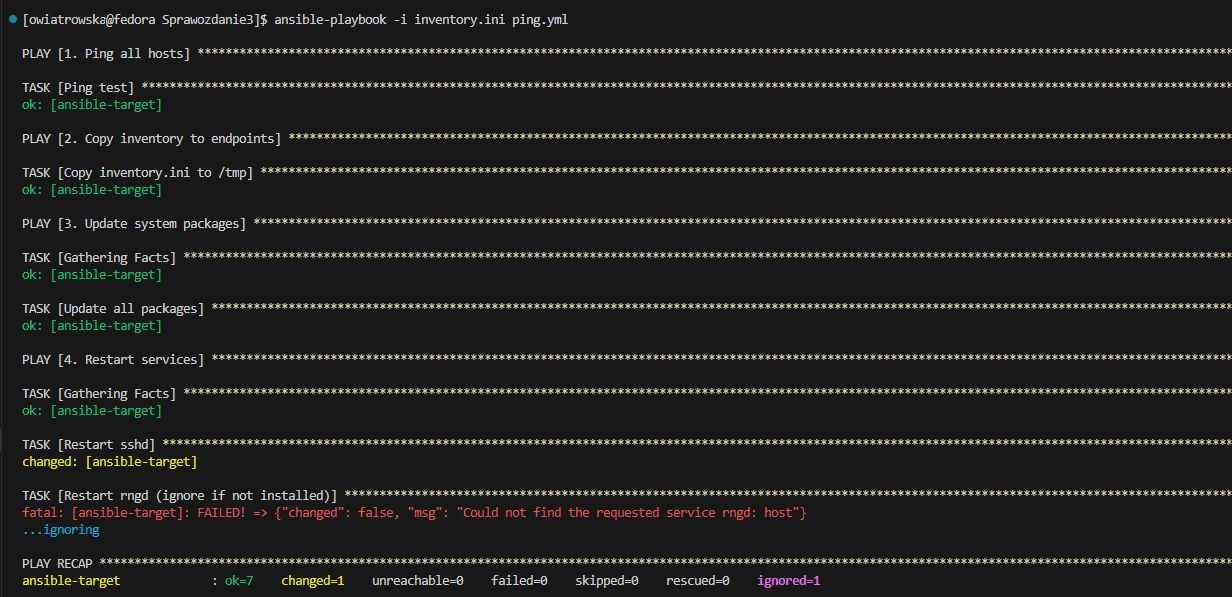 [owiatrowska@fedora Sprawozdanie3]$ ansible-playbook -i inventory.ini ping.yml
PLAY [1. Ping all hosts] ****************************************************************************************************************************************************
TASK [Ping test] ************************************************************************************************************************************************************
ok: [ansible-target]
PLAY [2. Copy inventory to endpoints] ***************************************************************************************************************************************
TASK [Copy inventory.ini to /tmp] *******************************************************************************************************************************************
ok: [ansible-target]
PLAY [3. Update system packages] ********************************************************************************************************************************************
TASK [Gathering Facts] ******************************************************************************************************************************************************
ok: [ansible-target]
TASK [Update all packages] **************************************************************************************************************************************************
ok: [ansible-target]
PLAY [4. Restart services] **************************************************************************************************************************************************
TASK [Gathering Facts] ******************************************************************************************************************************************************
ok: [ansible-target]
TASK [Restart sshd] *********************************************************************************************************************************************************
changed: [ansible-target]
TASK [Restart rngd (ignore if not installed)] *******************************************************************************************************************************
fatal: [ansible-target]: FAILED! => {"changed": false, "msg": "Could not find the requested service rngd: host"}
...ignoring
PLAY RECAP ******************************************************************************************************************************************************************
ansible-target : ok=7 changed=1 unreachable=0 failed=0 skipped=0 rescued=0 ignored=1